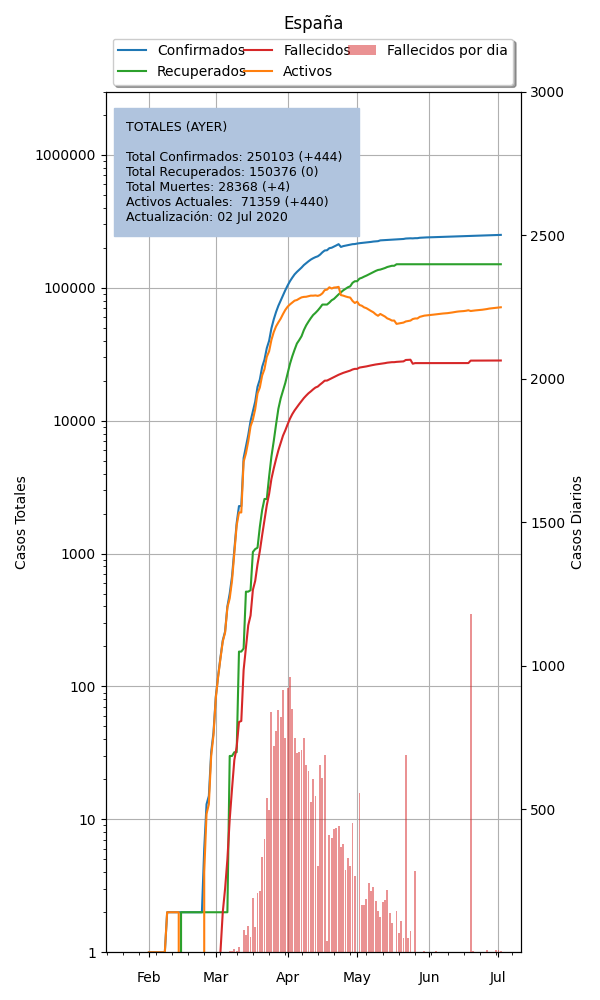 España
Confirmados
Recuperados
Fallecidos
Activos
Fallecidos por dia
TOTALES (AYER)
Total Confirmados: 250103 (+444)
Total Recuperados: 150376 (0)
Total Muertes: 28368 (+4)
Activos Actuales:  71359 (+440)
Actualización: 02 Jul 2020
1000000
100000
10000
1000
100
10
1
Casos Totales
3000
2500
2000
1500
1000
500
Casos Diarios
Feb
Mar
Apr
May
Jun
Jul